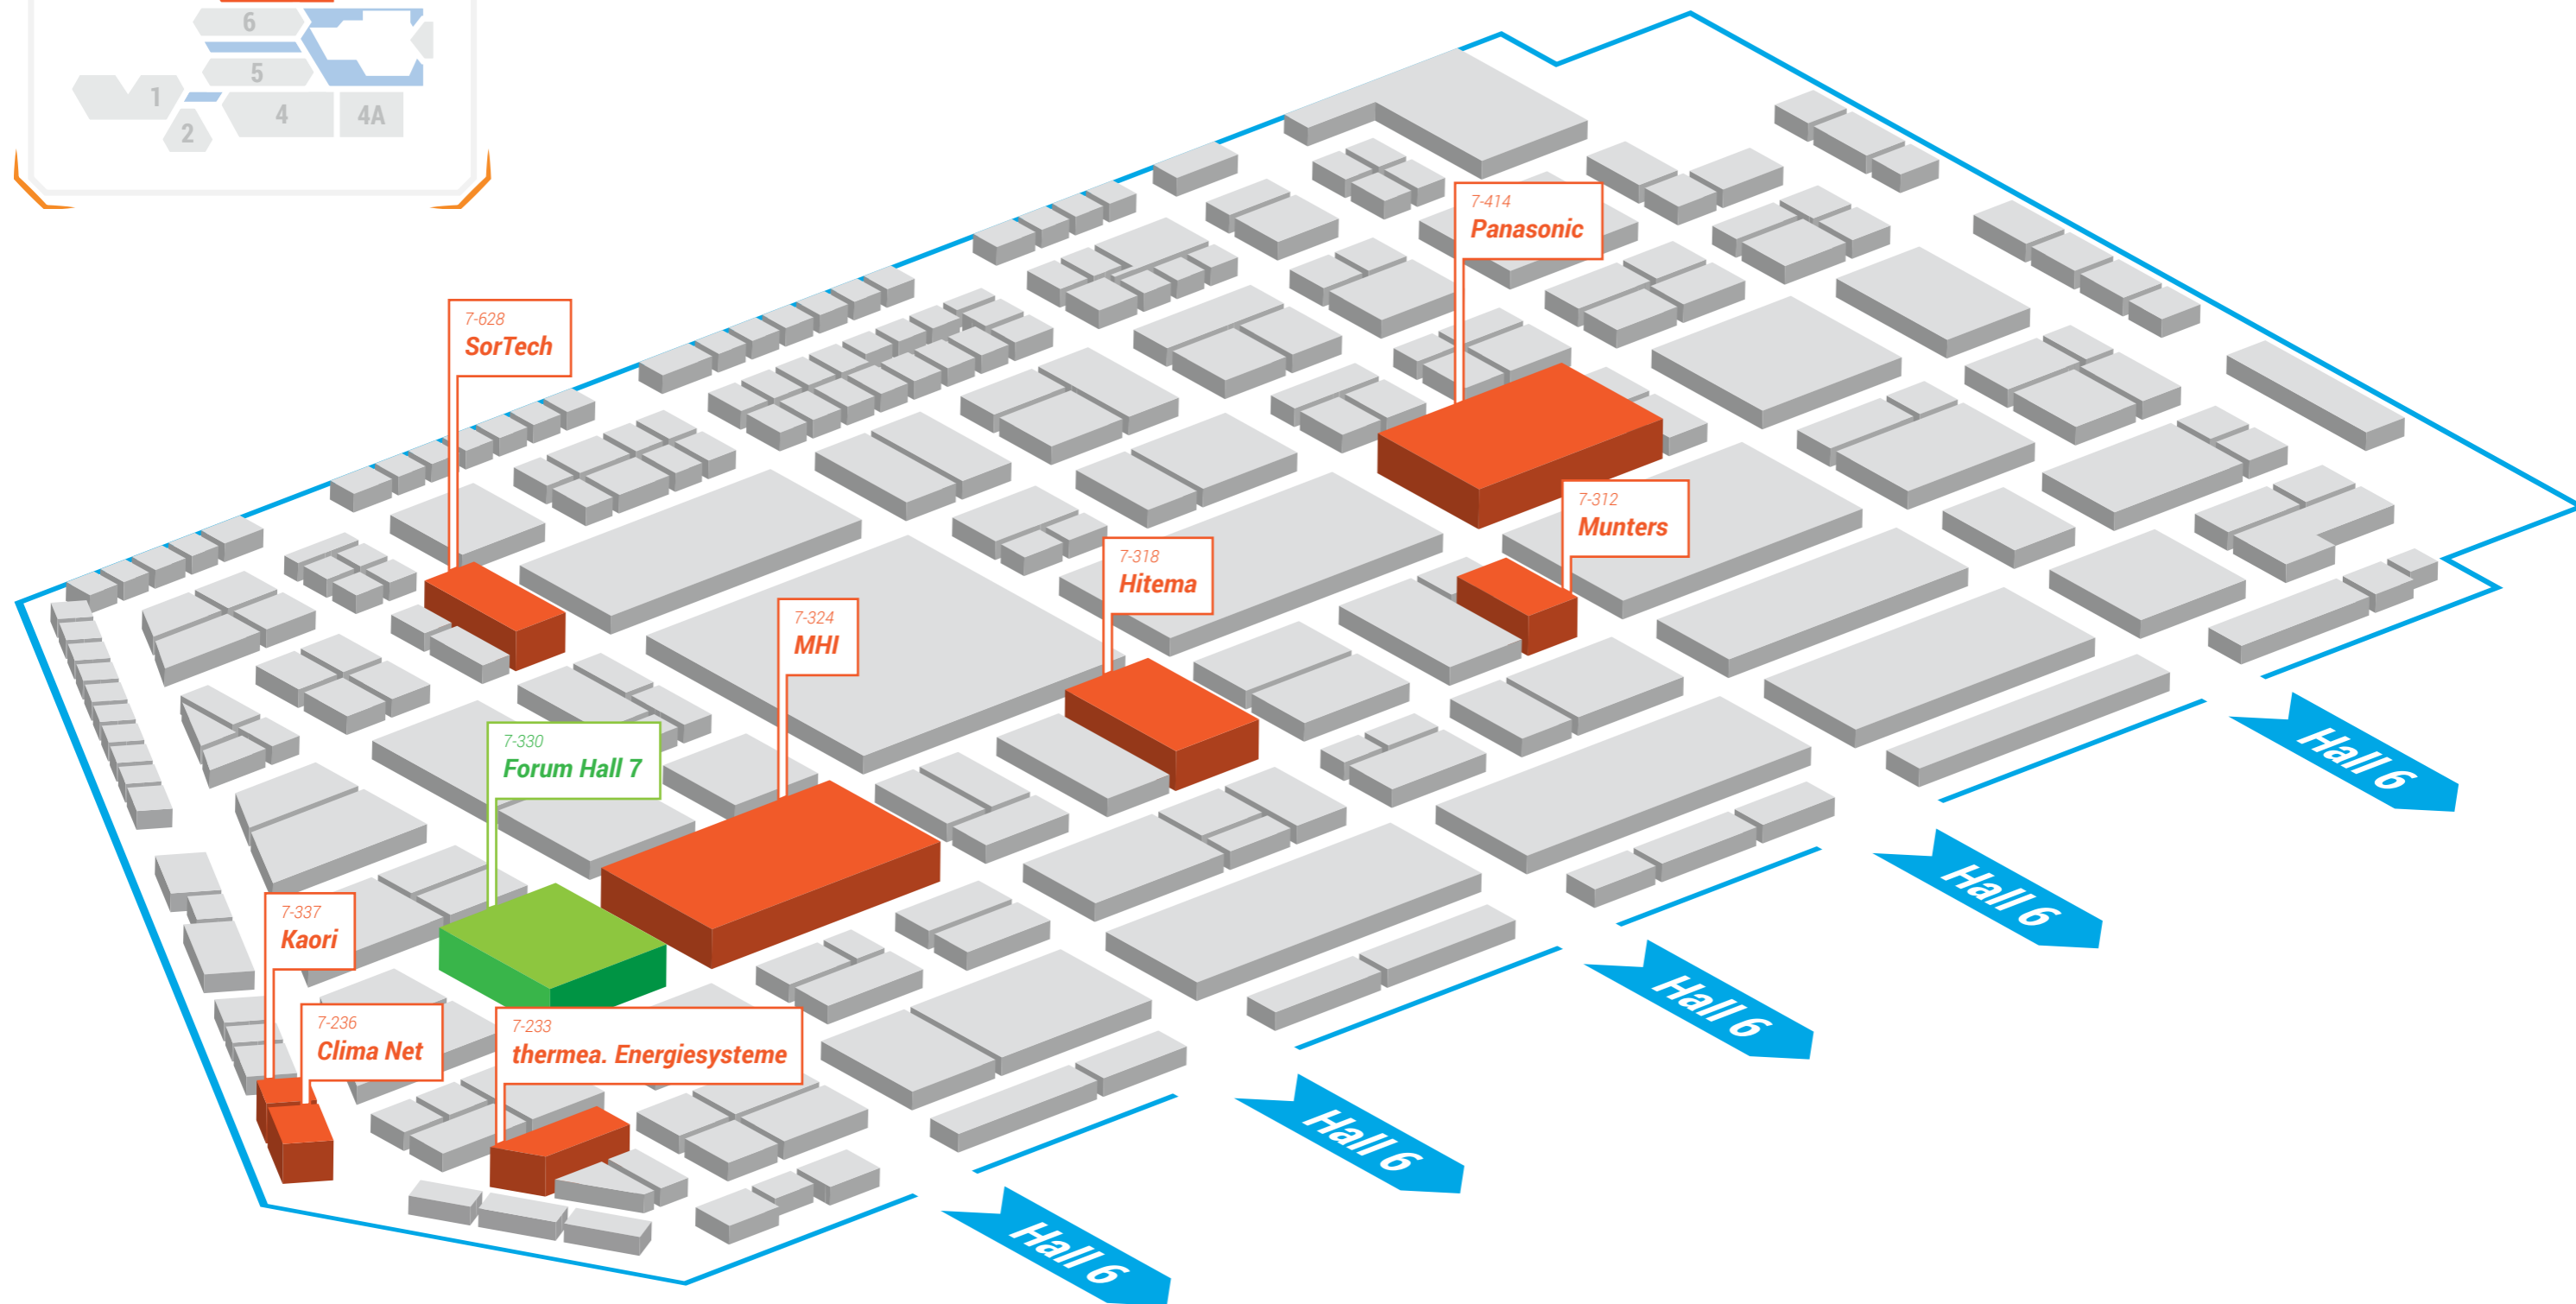 6
5
1
2
4
4A
7-414
Panasonic
7-628
SorTech
7-312
Munters
7-318
Hitema
7-324
MHI
7-330
Forum Hall 7
Hall 6
Hall 6
7-337
Kaori
7-236
Clima Net
7-233
thermea. Energiesysteme
Hall 6
Hall 6
Hall 6